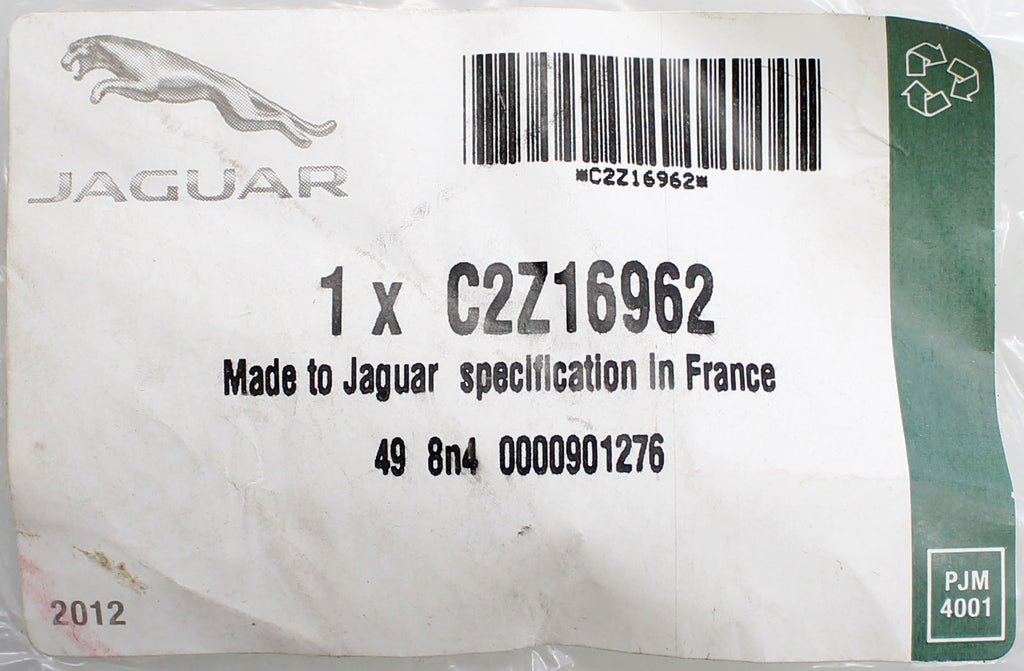 JAGUAR
*C2Z16962*
1 x C2Z16962
Made to Jaguar specification in France
49 8n4 0000901276
2012
PJM
4001